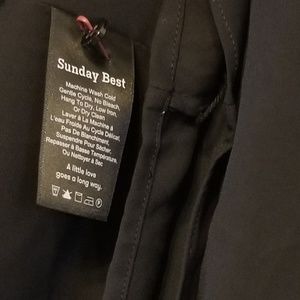 Sunday Best
Machine Wash Cold
Gentle Cycle, No Bleach,
Hang To Dry, Low Iron,
Or Dry Clean
Laver À La Machine À
L'eau Froide Au Cycle Délicat,
Pas De Blanchiment,
Suspendre Pour Sécher,
Repasser À Basse Température,
Ou Nettoyer À Sec
A little love
goes a long way.